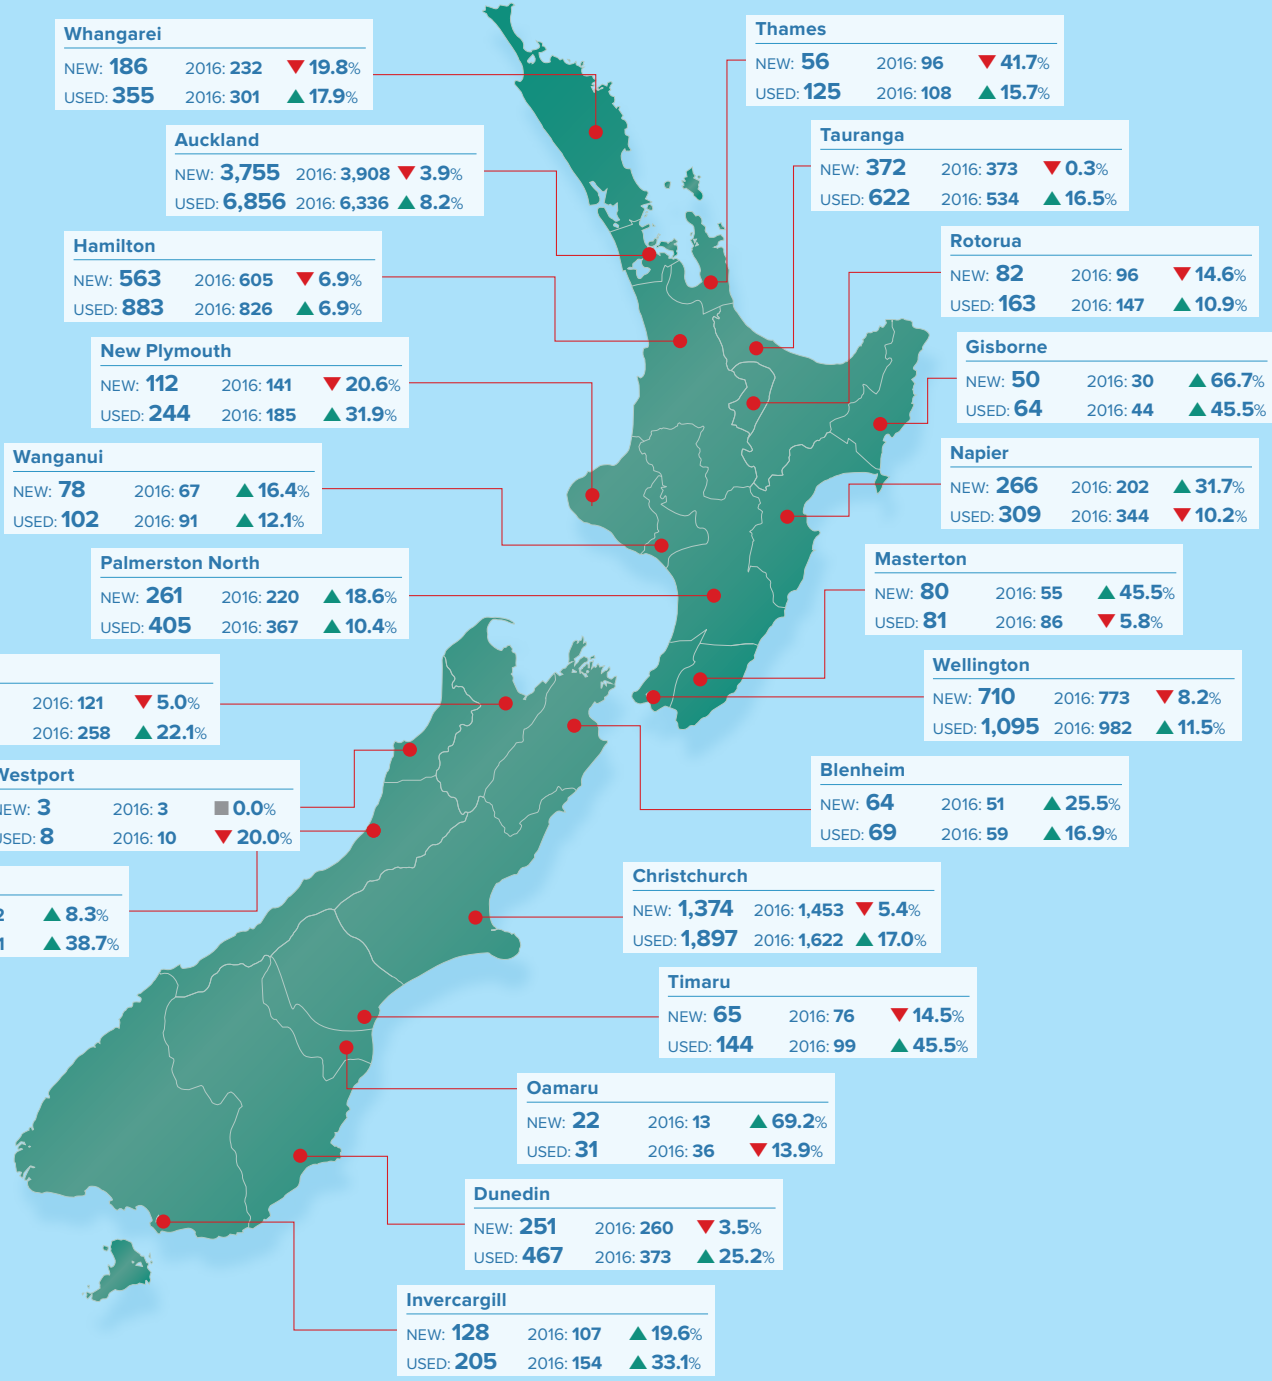 Whangarei
NEW: 186 2016: 232 19.8%
USED: 355 2016: 301 17.9%
Thames
NEW: 56 2016: 96 41.7%
USED: 125 2016: 108 15.7%
Auckland
NEW: 3,755 2016: 3,908 3.9%
USED: 6,856 2016: 6,336 8.2%
Tauranga
NEW: 372 2016: 373 0.3%
USED: 622 2016: 534 16.5%
Hamilton
NEW: 563 2016: 605 6.9%
USED: 883 2016: 826 6.9%
Rotorua
NEW: 82 2016: 96 14.6%
USED: 163 2016: 147 10.9%
New Plymouth
NEW: 112 2016: 141 20.6%
USED: 244 2016: 185 31.9%
Gisborne
NEW: 50 2016: 30 66.7%
USED: 64 2016: 44 45.5%
Wanganui
NEW: 78 2016: 67 16.4%
USED: 102 2016: 91 12.1%
Napier
NEW: 266 2016: 202 31.7%
USED: 309 2016: 344 10.2%
Palmerston North
NEW: 261 2016: 220 18.6%
USED: 405 2016: 367 10.4%
Masterton
NEW: 80 2016: 55 45.5%
USED: 81 2016: 86 5.8%
2016: 121 5.0%
2016: 258 22.1%
Wellington
NEW: 710 2016: 773 8.2%
USED: 1,095 2016: 982 11.5%
Westport
NEW: 3 2016: 3 0.0%
USED: 8 2016: 10 20.0%
Blenheim
NEW: 64 2016: 51 25.5%
USED: 69 2016: 59 16.9%
2 8.3%
1 38.7%
Christchurch
NEW: 1,374 2016: 1,453 5.4%
USED: 1,897 2016: 1,622 17.0%
Timaru
NEW: 65 2016: 76 14.5%
USED: 144 2016: 99 45.5%
Oamaru
NEW: 22 2016: 13 69.2%
USED: 31 2016: 36 13.9%
Dunedin
NEW: 251 2016: 260 3.5%
USED: 467 2016: 373 25.2%
Invercargill
NEW: 128 2016: 107 19.6%
USED: 205 2016: 154 33.1%